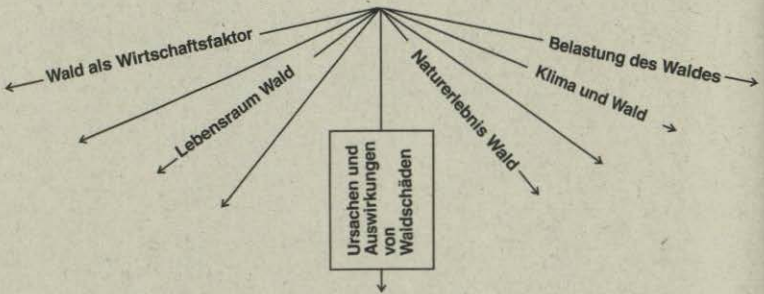 Wald als Wirtschaftsfaktor
Lebensraum Wald
Ursachen und
Auswirkungen
von
Waldschäden
Naturerlebnis Wald
Klima und Wald
Belastung des Waldes